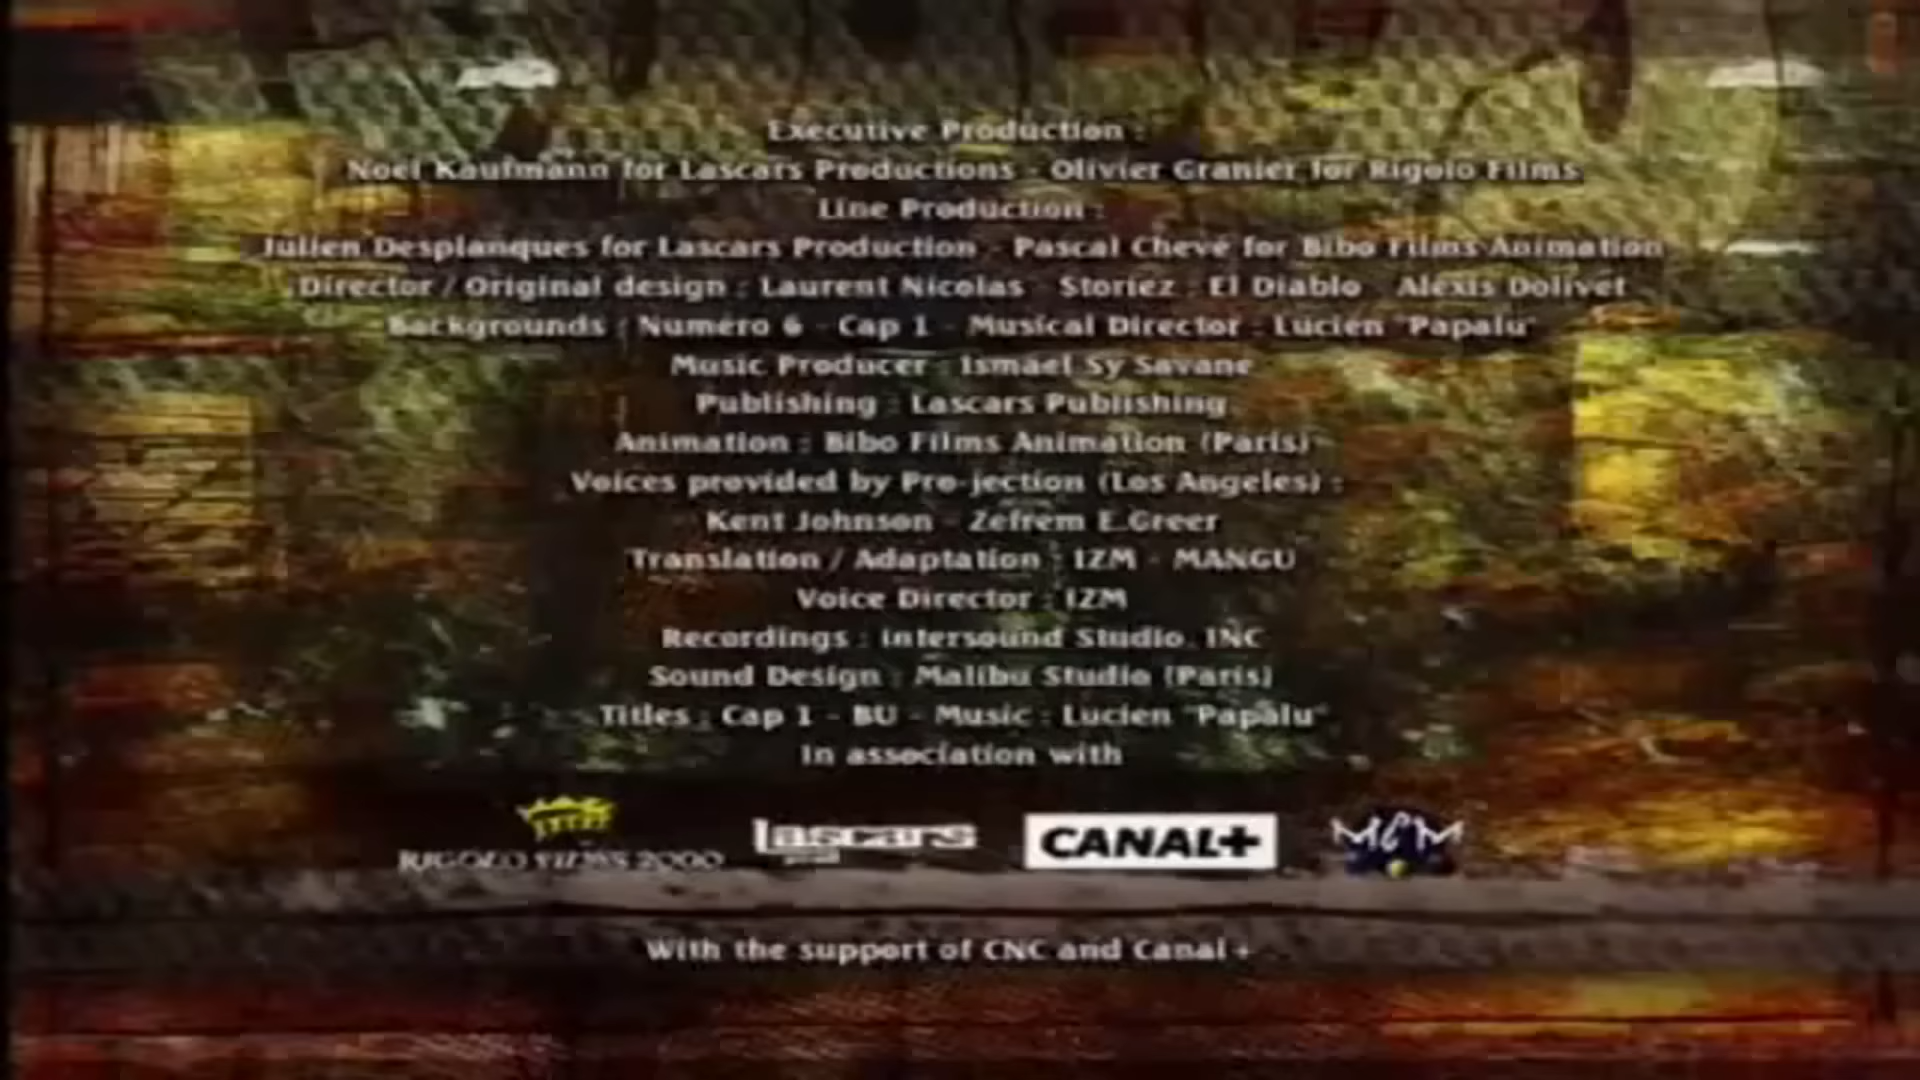 Executive Production :
Noel Kaufmann for Lascars Productions - Olivier Granier for Rigolo Films
Line Production :
Julien Desplanques for Lascars Production - Pascal Chevé for Bibo Films Animation
Director / Original design : Laurent Nicolas - Storiez : El Diablo - Alexis Dolivet
Backgrounds : Numéro 6 - Cap 1 - Musical Director : Lucien "Papalu"
Music Producer : Ismaël Sy Savané
Publishing : Lascars Publishing
Animation : Bibo Films Animation (Paris)
Voices provided by Pro-jection (Los Angeles) :
Kent Johnson - Zefrem E.Greer
Translation / Adaptation : IZM - MANGU
Voice Director : IZM
Recordings : Intersound Studio, INC
Sound Design : Malibu Studio (Paris)
Titles : Cap 1 - BU - Music : Lucien "Papalu"
In association with
RIGOLO FILMS 2000 LASCARS CANAL+ MCM
With the support of CNC and Canal +